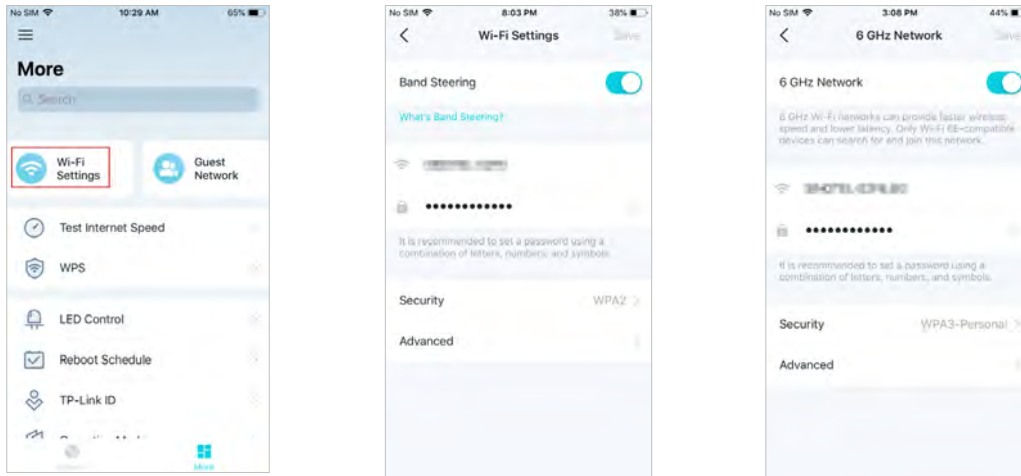 No SIM 10:29 AM 65%
More
Search
Wi-Fi
Settings
Guest
Network
Test Internet Speed
WPS
LED Control
Reboot Schedule
TP-Link ID
More
No SIM 8:03 PM 38%
Wi-Fi Settings Save
Band Steering
What's Band Steering?
••••••••••••
It is recommended to set a password using a
combination of letters, numbers, and symbols.
Security WPA2
Advanced
No SIM 3:08 PM 44%
6 GHz Network Save
6 GHz Network
6 GHz Wi-Fi networks can provide faster wireless
speed and lower latency. Only Wi-Fi 6E-compatible
devices can search for and join this network.
••••••••••••
It is recommended to set a password using a
combination of letters, numbers, and symbols.
Security WPA3-Personal
Advanced